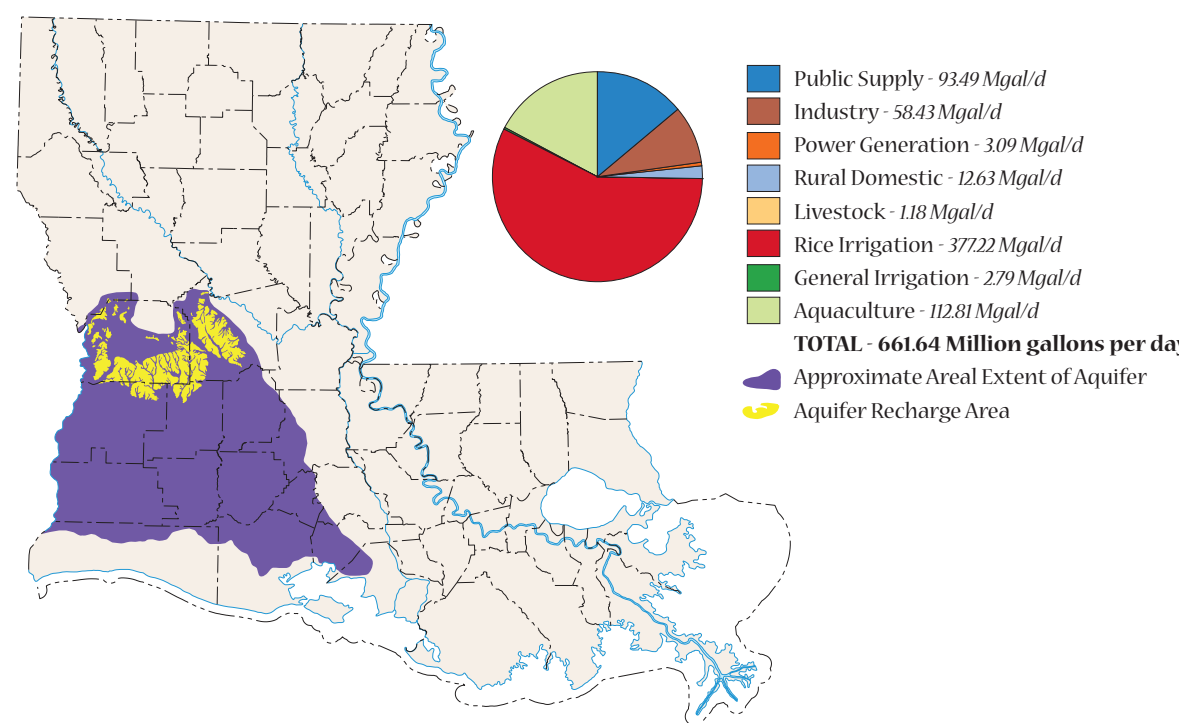 Public Supply - 93.49 Mgal/d
Industry - 58.43 Mgal/d
Power Generation - 3.09 Mgal/d
Rural Domestic - 12.63 Mgal/d
Livestock - 1.18 Mgal/d
Rice Irrigation - 377.22 Mgal/d
General Irrigation - 2.79 Mgal/d
Aquaculture - 112.81 Mgal/d
TOTAL - 661.64 Million gallons per day
Approximate Areal Extent of Aquifer
Aquifer Recharge Area